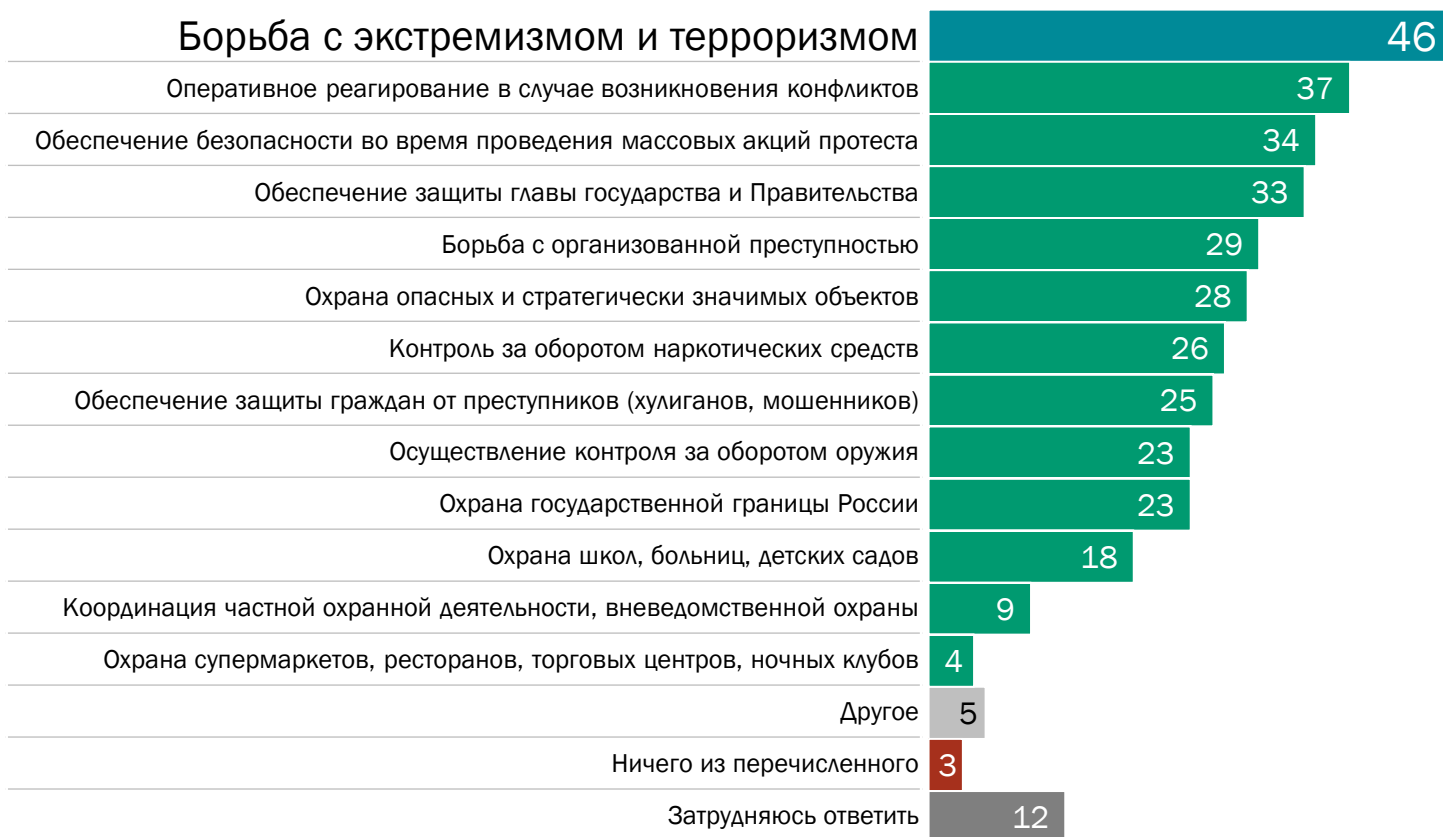 Борьба с экстремизмом и терроризмом 46
Оперативное реагирование в случае возникновения конфликтов 37
Обеспечение безопасности во время проведения массовых акций протеста 34
Обеспечение защиты главы государства и Правительства 33
Борьба с организованной преступностью 29
Охрана опасных и стратегически значимых объектов 28
Контроль за оборотом наркотических средств 26
Обеспечение защиты граждан от преступников (хулиганов, мошенников) 25
Осуществление контроля за оборотом оружия 23
Охрана государственной границы России 23
Охрана школ, больниц, детских садов 18
Координация частной охранной деятельности, вневедомственной охраны 9
Охрана супермаркетов, ресторанов, торговых центров, ночных клубов 4
Другое 5
Ничего из перечисленного 3
Затрудняюсь ответить 12